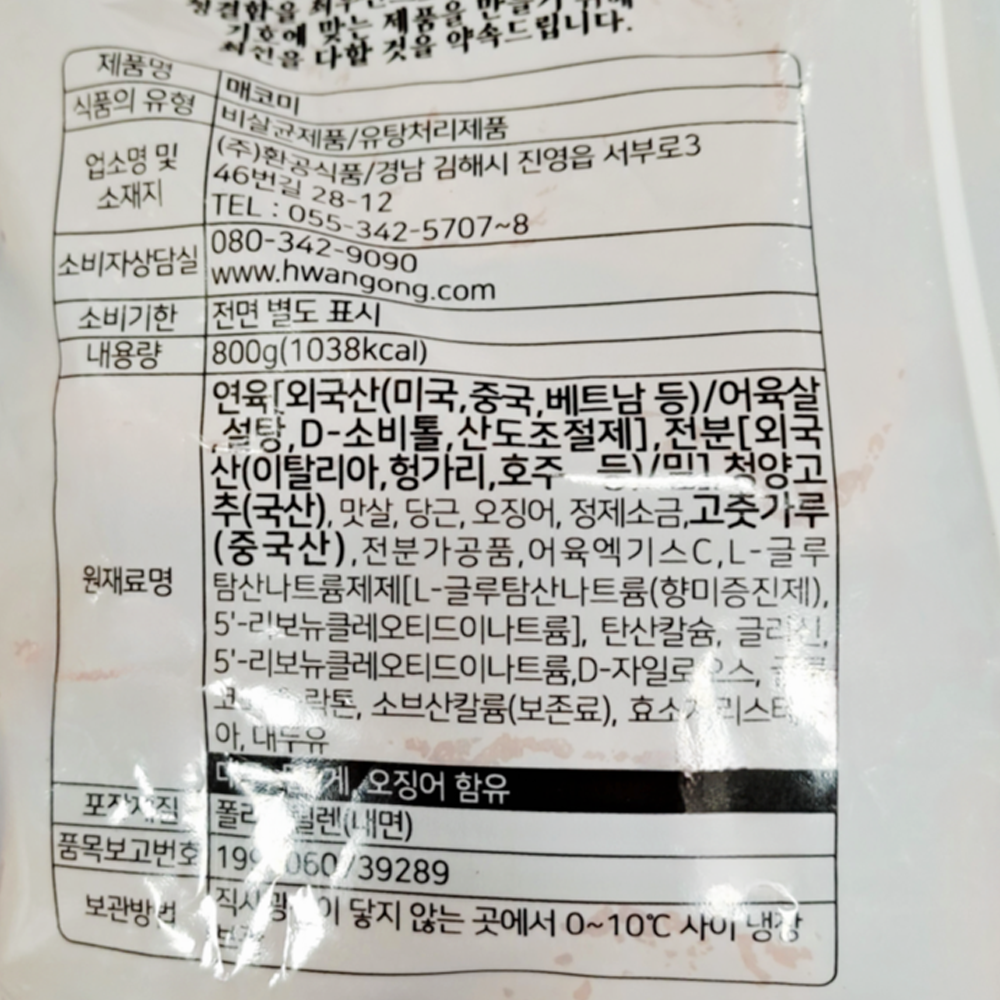 기호에 맞는 제품을 만들기 위해
최선을 다할 것을 약속드립니다.
제품명
매코미
식품의 유형
비살균제품/유탕처리제품
업소명 및
소재지
(주)환공식품/경남 김해시 진영읍 서부로3
46번길 28-12
TEL : 055-342-5707~8
소비자상담실
080-342-9090
www.hwangong.com
소비기한
전면 별도 표시
내용량
800g(1038kcal)
원재료명
연육[외국산(미국,중국,베트남 등)/어육살
,설탕,D-소비톨,산도조절제],전분[외국
산(이탈리아,헝가리,호주 등)/밀],청양고
추(국산), 맛살, 당근, 오징어, 정제소금,고춧가루
(중국산),전분가공품,어육엑기스C,L-글루
탐산나트륨제제[L-글루탐산나트륨(향미증진제),
5'-리보뉴클레오티드이나트륨], 탄산칼슘, 글리신,
5'-리보뉴클레오티드이나트륨,D-자일로오스,
락톤, 소브산칼륨(보존료),
아, 대두유
게, 오징어 함유
포장재질
(내면)
품목보고번호
39289
보관방법
닿지 않는 곳에서 0~10℃ 사이 냉장